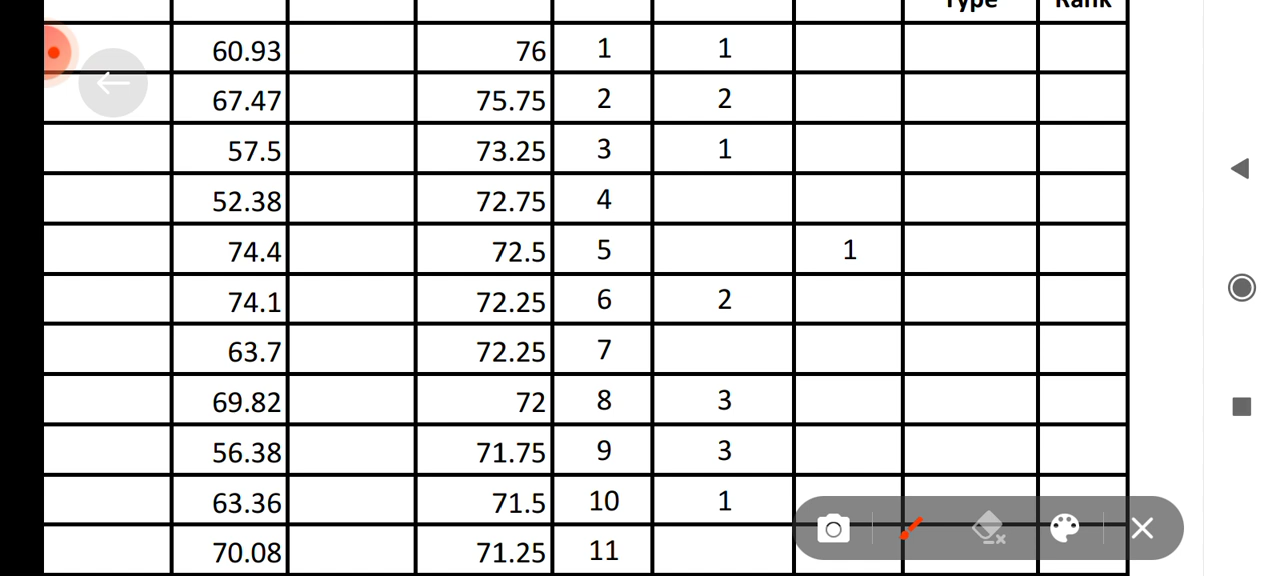 Type Rank
60.93 76 1 1
67.47 75.75 2 2
57.5 73.25 3 1
52.38 72.75 4
74.4 72.5 5 1
74.1 72.25 6 2
63.7 72.25 7
69.82 72 8 3
56.38 71.75 9 3
63.36 71.5 10 1
70.08 71.25 11